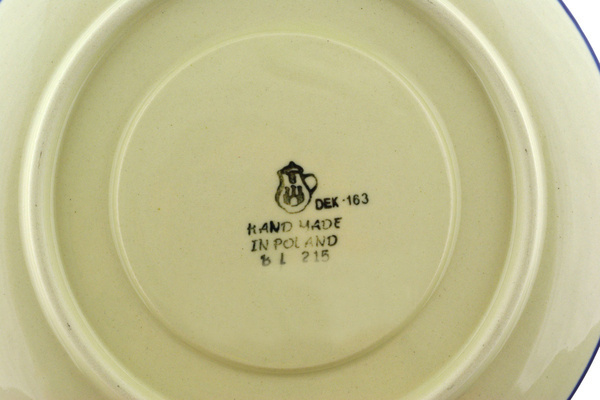 W
DEK·163
HAND MADE
IN POLAND
B L 215